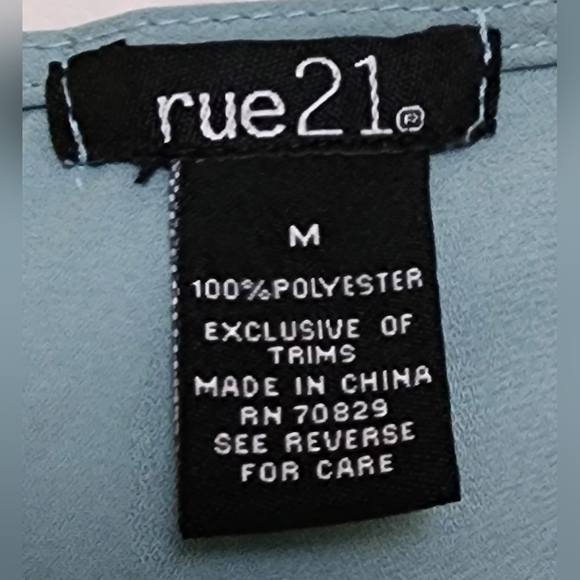 rue21®
M
100%POLYESTER
EXCLUSIVE OF
TRIMS
MADE IN CHINA
RN 70829
SEE REVERSE
FOR CARE